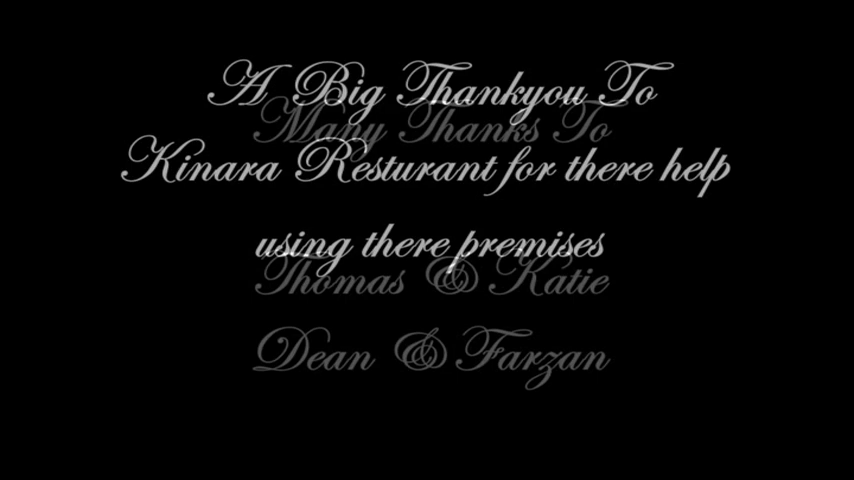 A Big Thankyou To
Many Thanks To
Kinara Resturant for there help
using there premises
Thomas & Katie
Dean & Farzan